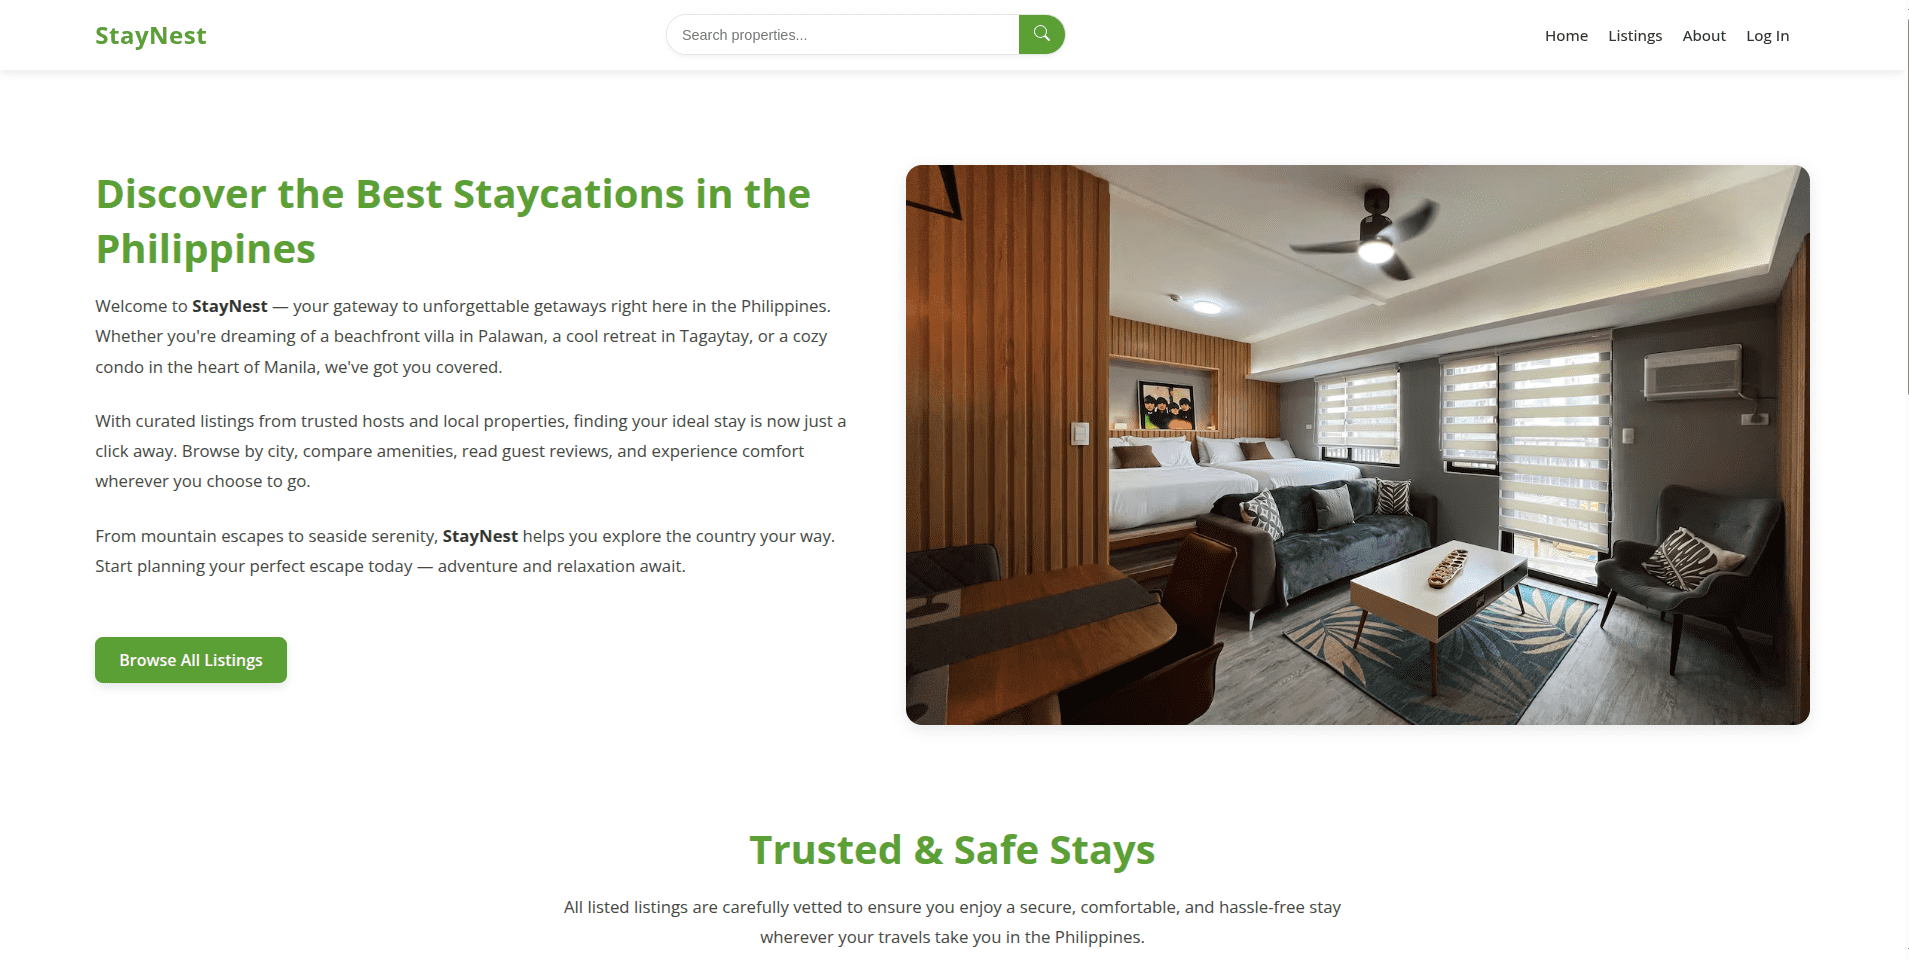 StayNest
Search properties...
Home Listings About Log In
Discover the Best Staycations in the
Philippines
Welcome to StayNest — your gateway to unforgettable getaways right here in the Philippines.
Whether you're dreaming of a beachfront villa in Palawan, a cool retreat in Tagaytay, or a cozy
condo in the heart of Manila, we've got you covered.
With curated listings from trusted hosts and local properties, finding your ideal stay is now just a
click away. Browse by city, compare amenities, read guest reviews, and experience comfort
wherever you choose to go.
From mountain escapes to seaside serenity, StayNest helps you explore the country your way.
Start planning your perfect escape today — adventure and relaxation await.
Browse All Listings
Trusted & Safe Stays
All listed listings are carefully vetted to ensure you enjoy a secure, comfortable, and hassle-free stay
wherever your travels take you in the Philippines.